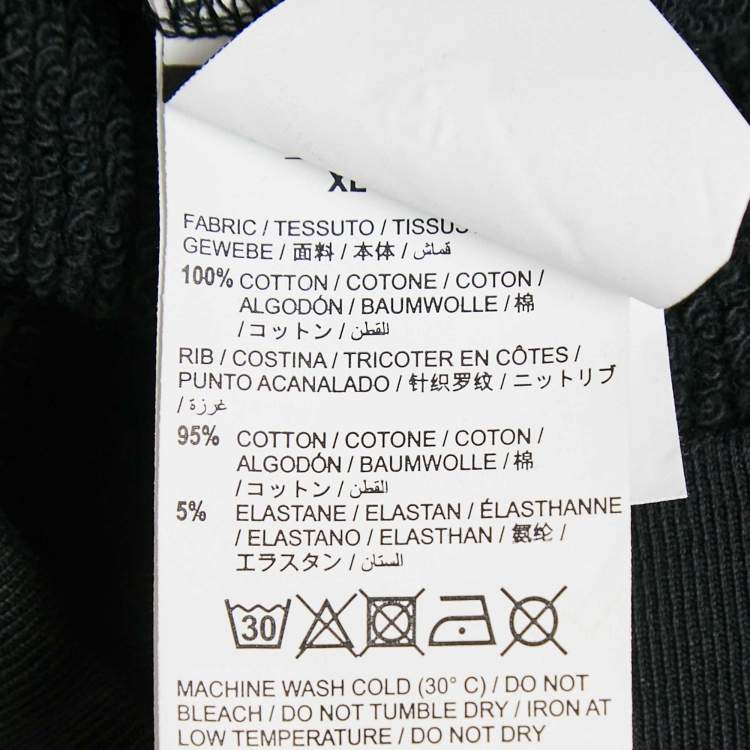 XL
FABRIC / TESSUTO / TISSUS
GEWEBE / 面料 / 本体 / قماش /
100% COTTON / COTONE / COTON /
ALGODÓN / BAUMWOLLE / 棉
/ コットン / للقطن
RIB / COSTINA / TRICOTER EN CÔTES /
PUNTO ACANALADO / 针织罗纹 / ニットリブ
/ غرزة /
95% COTTON / COTONE / COTON /
ALGODÓN / BAUMWOLLE / 棉
/ コットン / القطن
5% ELASTANE / ELASTAN / ÉLASTHANNE
/ ELASTANO / ELASTHAN / 氨纶 /
エラスタン / الستان
30
MACHINE WASH COLD (30° C) / DO NOT
BLEACH / DO NOT TUMBLE DRY / IRON AT
LOW TEMPERATURE / DO NOT DRY